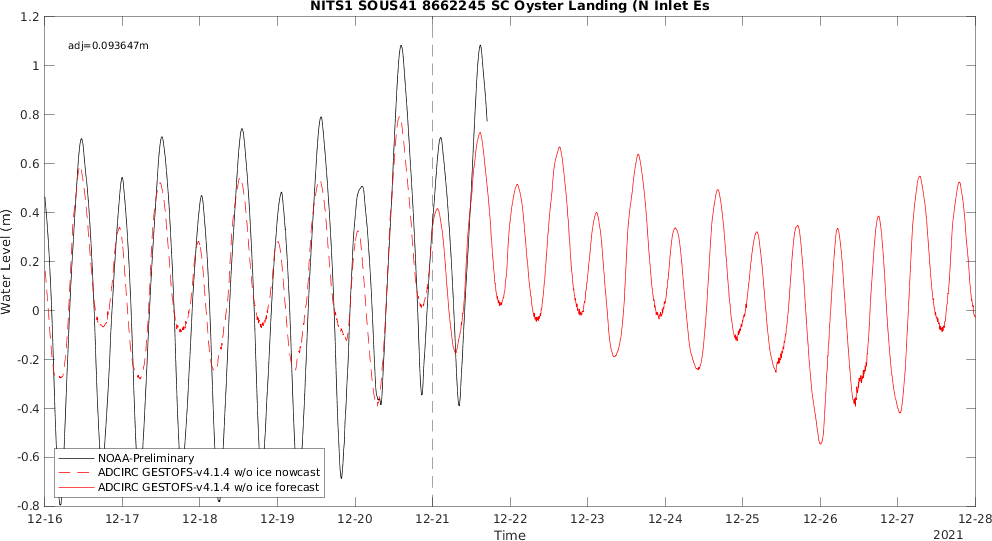 NITS1 SOUS41 8662245 SC Oyster Landing (N Inlet Es
adj=0.093647m
Water Level (m)
1.2
1
0.8
0.6
0.4
0.2
0
-0.2
-0.4
-0.6
-0.8
NOAA-Preliminary
ADCIRC GESTOFS-v4.1.4 w/o ice nowcast
ADCIRC GESTOFS-v4.1.4 w/o ice forecast
12-16 12-17 12-18 12-19 12-20 12-21 12-22 12-23 12-24 12-25 12-26 12-27 12-28
Time
2021